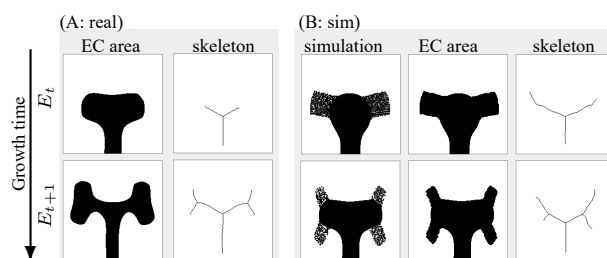 (A: real) (B: sim)
EC area skeleton simulation EC area skeleton
Growth time
E_t
E_{t+1}